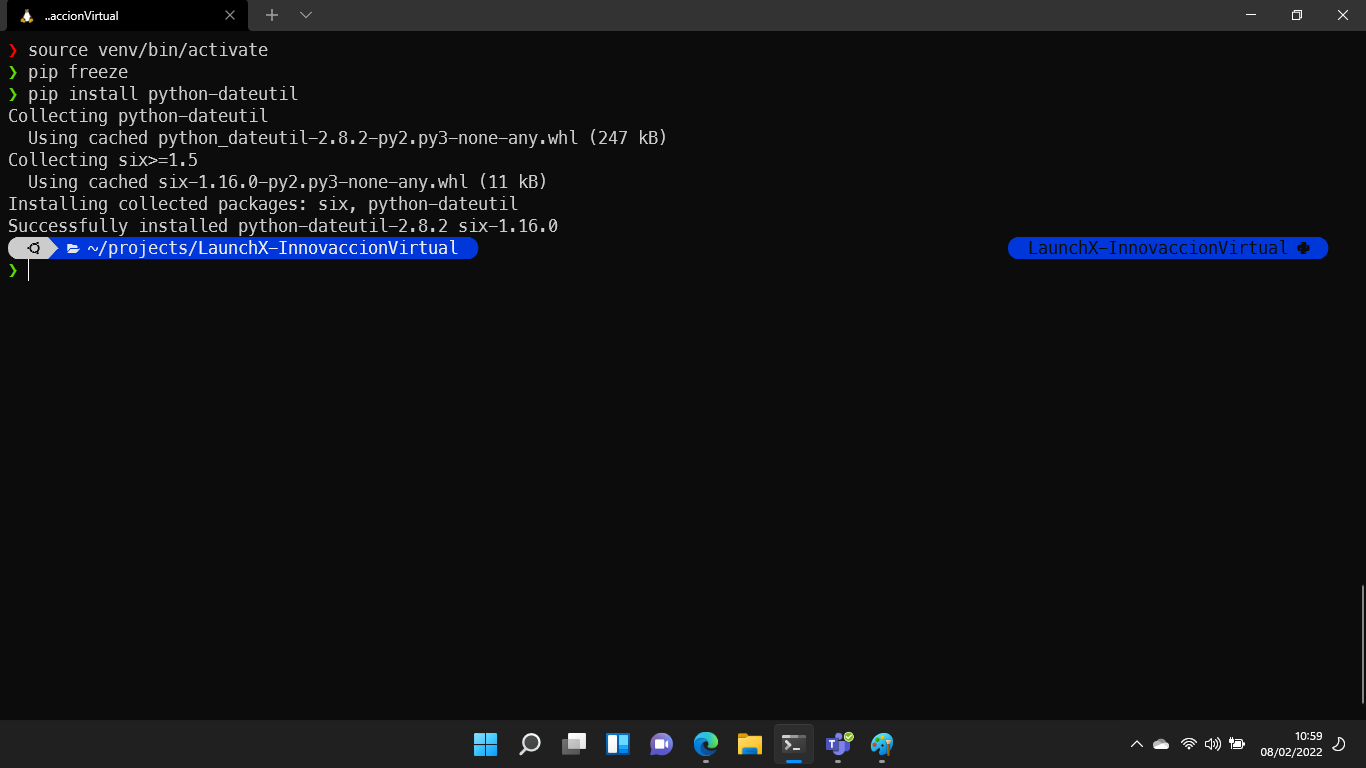 ..accionVirtual
❯ source venv/bin/activate
❯ pip freeze
❯ pip install python-dateutil
Collecting python-dateutil
  Using cached python_dateutil-2.8.2-py2.py3-none-any.whl (247 kB)
Collecting six>=1.5
  Using cached six-1.16.0-py2.py3-none-any.whl (11 kB)
Installing collected packages: six, python-dateutil
Successfully installed python-dateutil-2.8.2 six-1.16.0
~/projects/LaunchX-InnovaccionVirtual LaunchX-InnovaccionVirtual
❯
10:59
08/02/2022